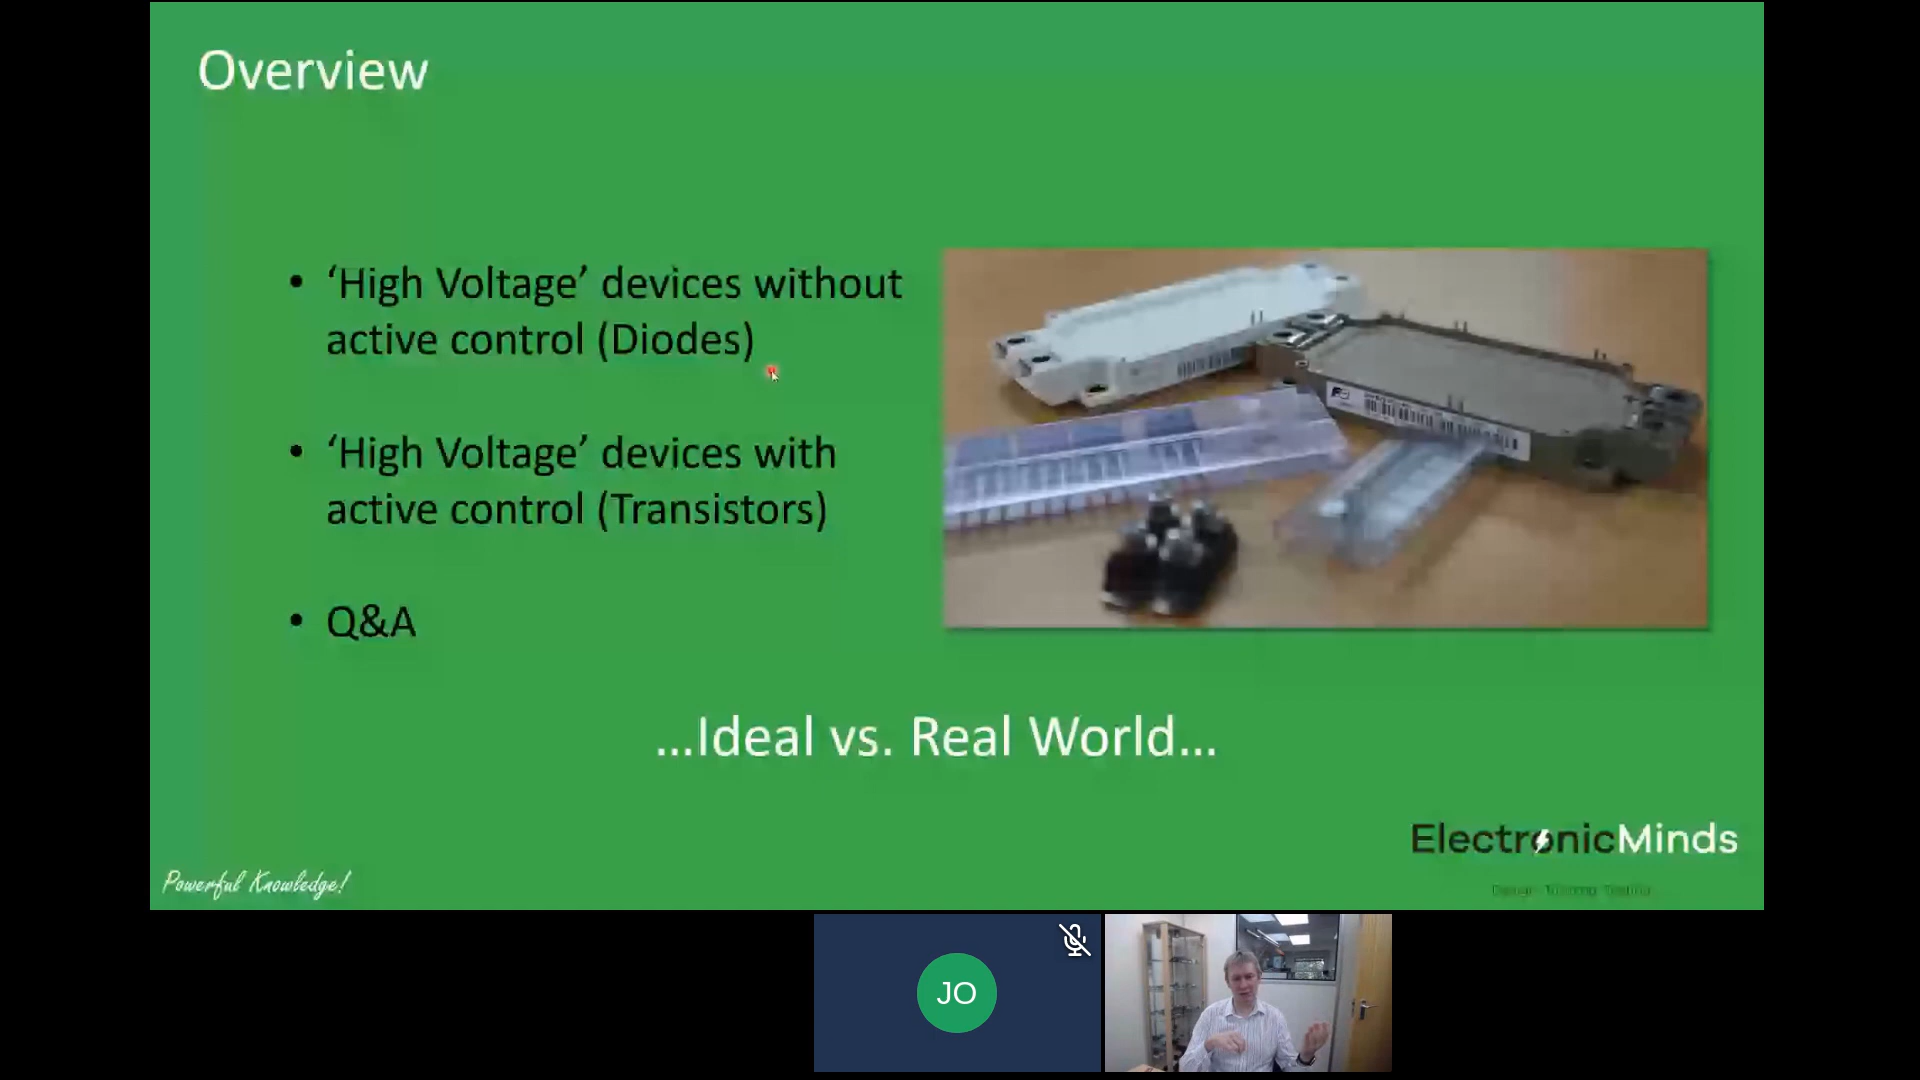 Overview
• ‘High Voltage’ devices without
active control (Diodes)
• ‘High Voltage’ devices with
active control (Transistors)
• Q&A
...Ideal vs. Real World...
ElectronicMinds
Powerful Knowledge!
JO